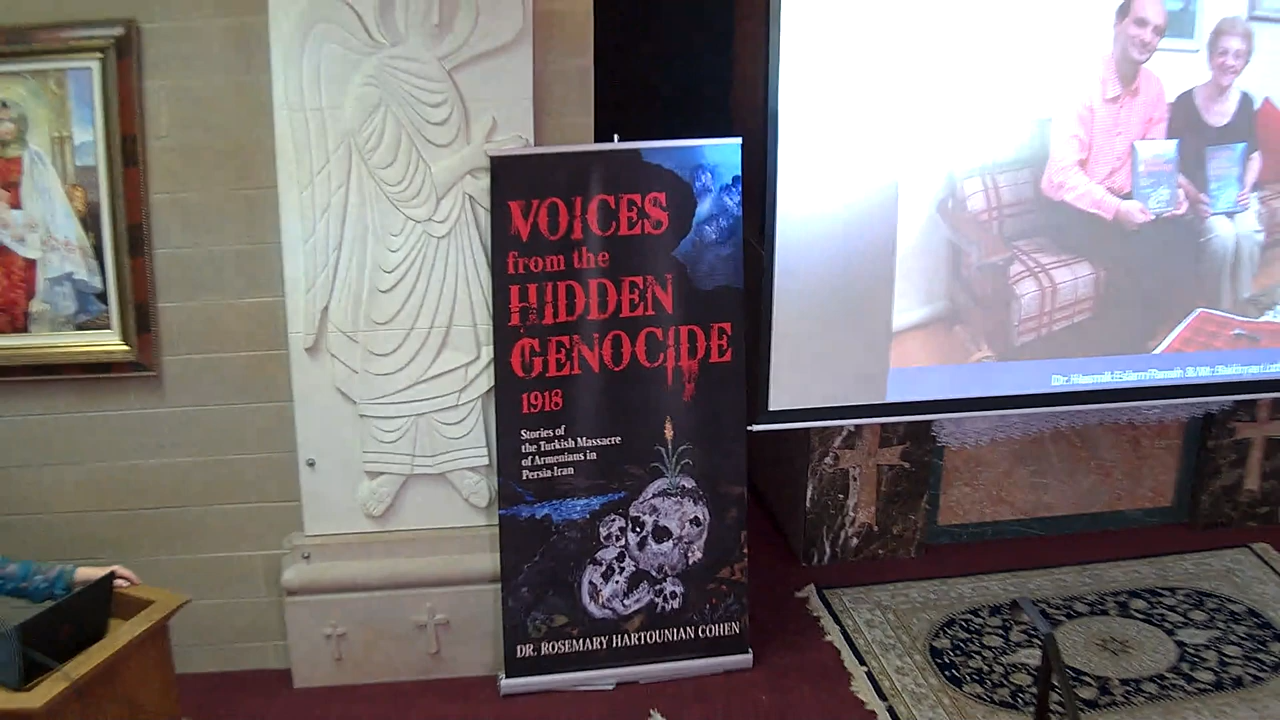 VOICES
from the
HIDDEN
GENOCIDE
1918
Stories of
the Turkish Massacre
of Armenians in
Persia-Iran
DR. ROSEMARY HARTOUNIAN COHEN